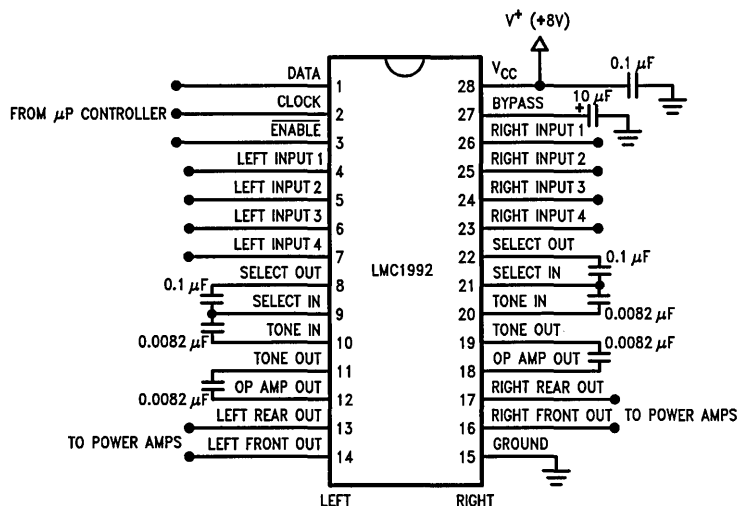 V+ (+8V)
0.1 μF
DATA 1
28 VCC
CLOCK 2
27 BYPASS
10 μF
+
FROM μP CONTROLLER
ENABLE 3
26 RIGHT INPUT 1
LEFT INPUT 1 4
25 RIGHT INPUT 2
LEFT INPUT 2 5
24 RIGHT INPUT 3
LEFT INPUT 3 6
23 RIGHT INPUT 4
LEFT INPUT 4 7
LMC1992
22 SELECT OUT
0.1 μF
SELECT OUT 8
21 SELECT IN
0.1 μF
SELECT IN 9
20 TONE IN
0.0082 μF
0.0082 μF
TONE IN 10
19 TONE OUT
0.0082 μF
TONE OUT 11
18 OP AMP OUT
0.0082 μF
OP AMP OUT 12
17 RIGHT REAR OUT
LEFT REAR OUT 13
16 RIGHT FRONT OUT
TO POWER AMPS
TO POWER AMPS
LEFT FRONT OUT 14
15 GROUND
LEFT
RIGHT